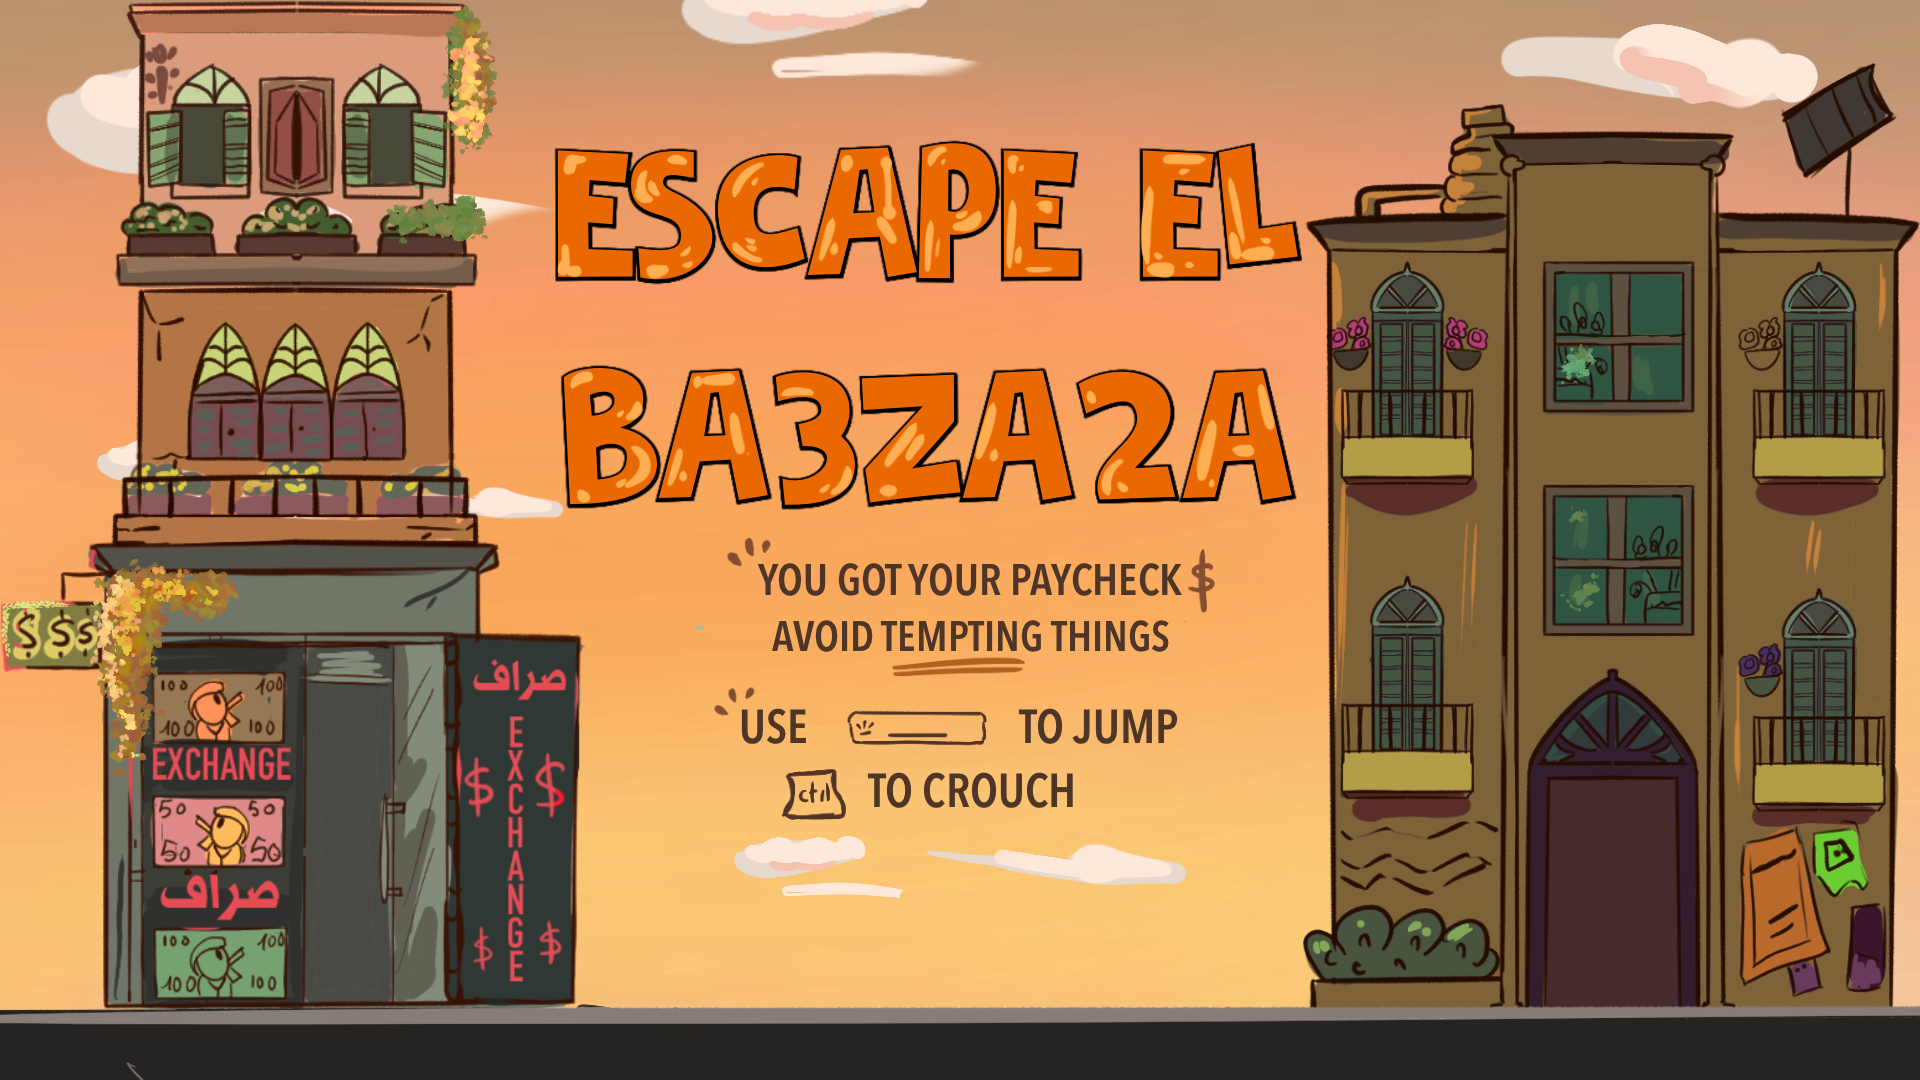 ESCAPE EL
BA3ZA2A
YOU GOT YOUR PAYCHECK $
AVOID TEMPTING THINGS
USE TO JUMP
ctrl TO CROUCH
$ $ $
100 100
100 100
EXCHANGE
50 50
50 50
صراف
100 100
100 100
صراف
EXCHANGE
$ $
$ $